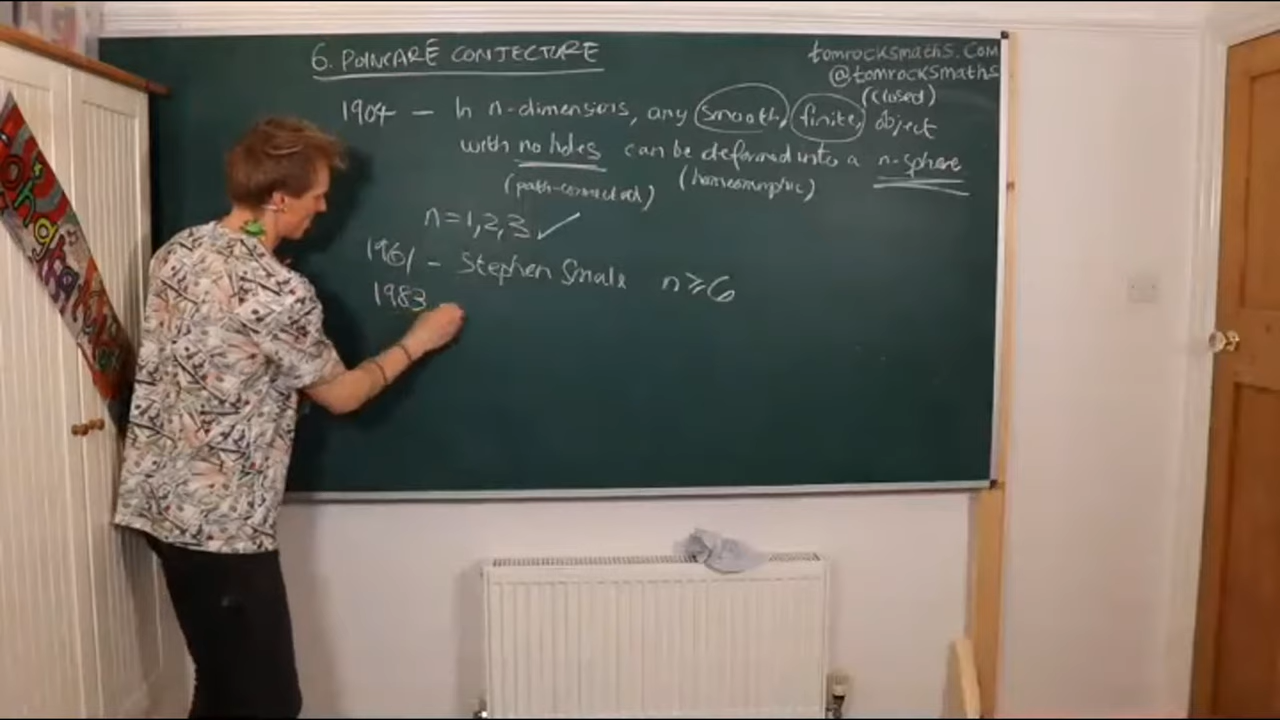 6. POINCARÉ CONJECTURE
tomrocksmaths.com
@tomrocksmaths
1904 – In n-dimensions, any smooth, finite, object
(closed)
with no holes can be deformed into a n-sphere
(path-connected) (homeomorphic)
n=1,2,3 ✓
1961 – Stephen Smale n⩾6
1983